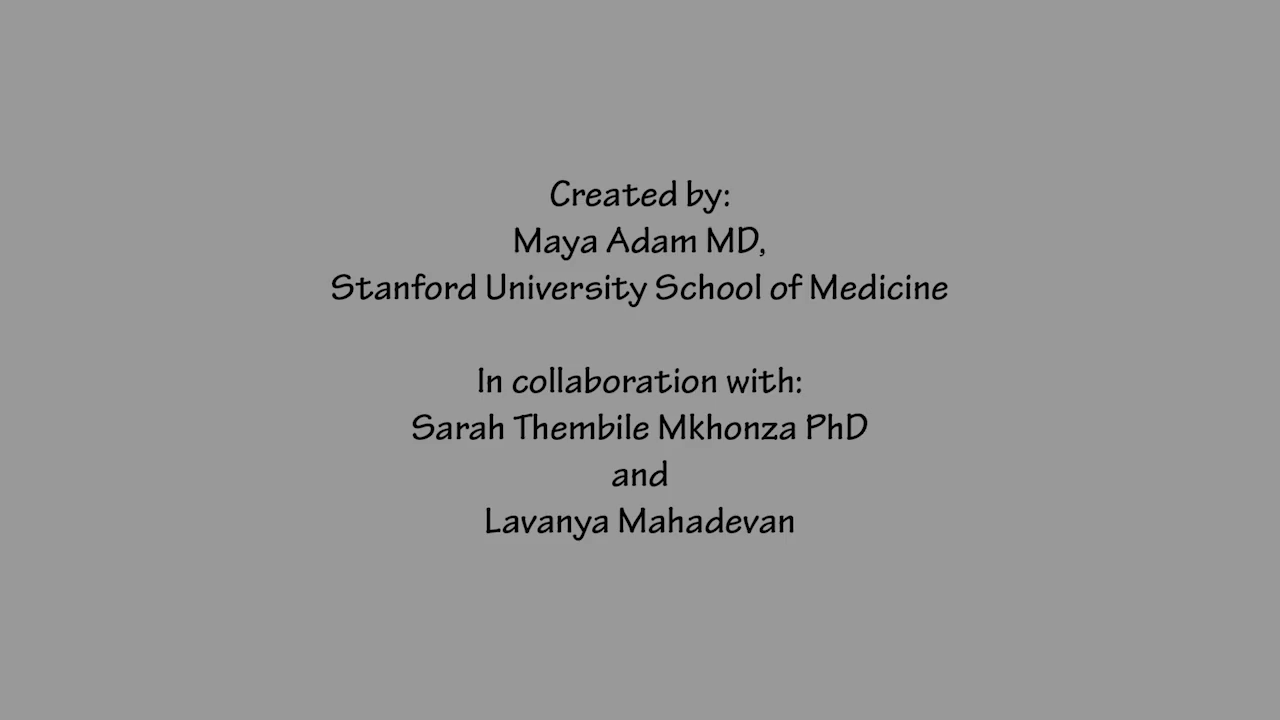 Created by:
Maya Adam MD,
Stanford University School of Medicine
In collaboration with:
Sarah Thembile Mkhonza PhD
and
Lavanya Mahadevan